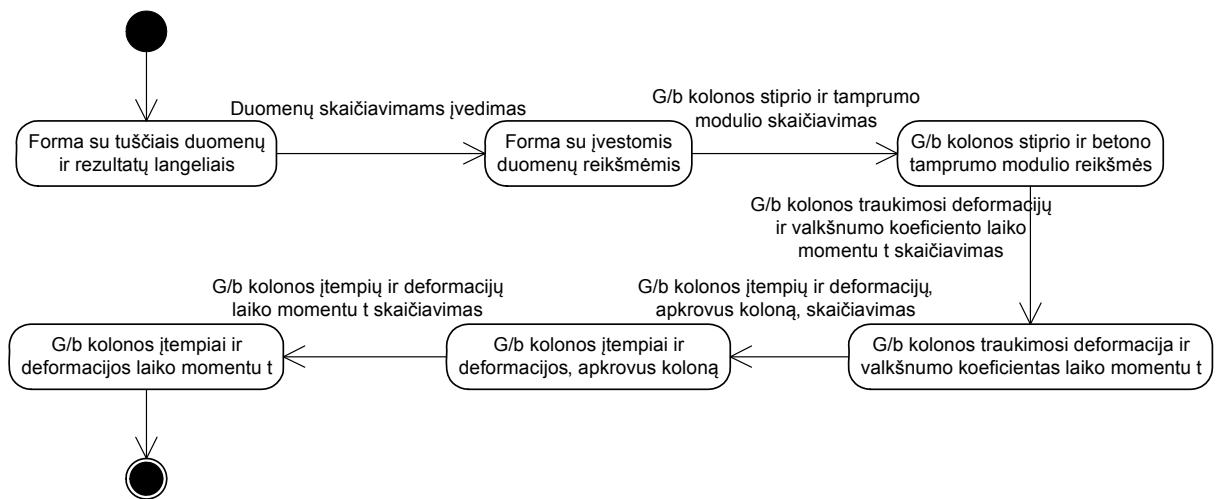 Duomenų skaičiavimams įvedimas
G/b kolonos stiprio ir tamprumo
modulio skaičiavimas
Forma su tuščiais duomenų
ir rezultatų langeliais
Forma su įvestomis
duomenų reikšmėmis
G/b kolonos stiprio ir betono
tamprumo modulio reikšmės
G/b kolonos traukimosi deformacijų
ir valkšnumo koeficiento laiko
momentu t skaičiavimas
G/b kolonos įtempių ir deformacijų
laiko momentu t skaičiavimas
G/b kolonos įtempių ir deformacijų,
apkrovus koloną, skaičiavimas
G/b kolonos įtempiai ir
deformacijos laiko momentu t
G/b kolonos įtempiai ir
deformacijos, apkrovus koloną
G/b kolonos traukimosi deformacija ir
valkšnumo koeficientas laiko momentu t